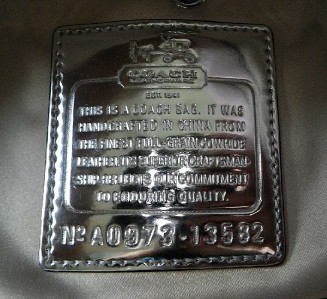 COACH
EST. 1941
THIS IS A COACH BAG. IT WAS
HANDCRAFTED IN CHINA FROM
THE FINEST FULL-GRAIN COWHIDE
LEATHER. ITS SUPERIOR CRAFTSMAN-
SHIP REFLECTS OUR COMMITMENT
TO ENDURING QUALITY.
Nº A0973-13582